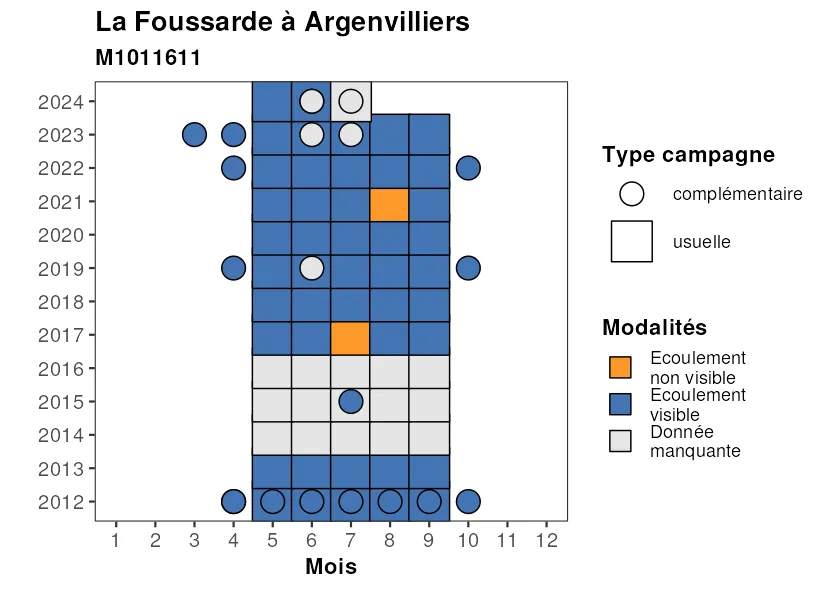 La Foussarde à Argenvilliers
M1011611
2024
2023
2022
2021
2020
2019
2018
2017
2016
2015
2014
2013
2012
1 2 3 4 5 6 7 8 9 10 11 12
Mois
Type campagne
complémentaire
usuelle
Modalités
Ecoulement
non visible
Ecoulement
visible
Donnée
manquante